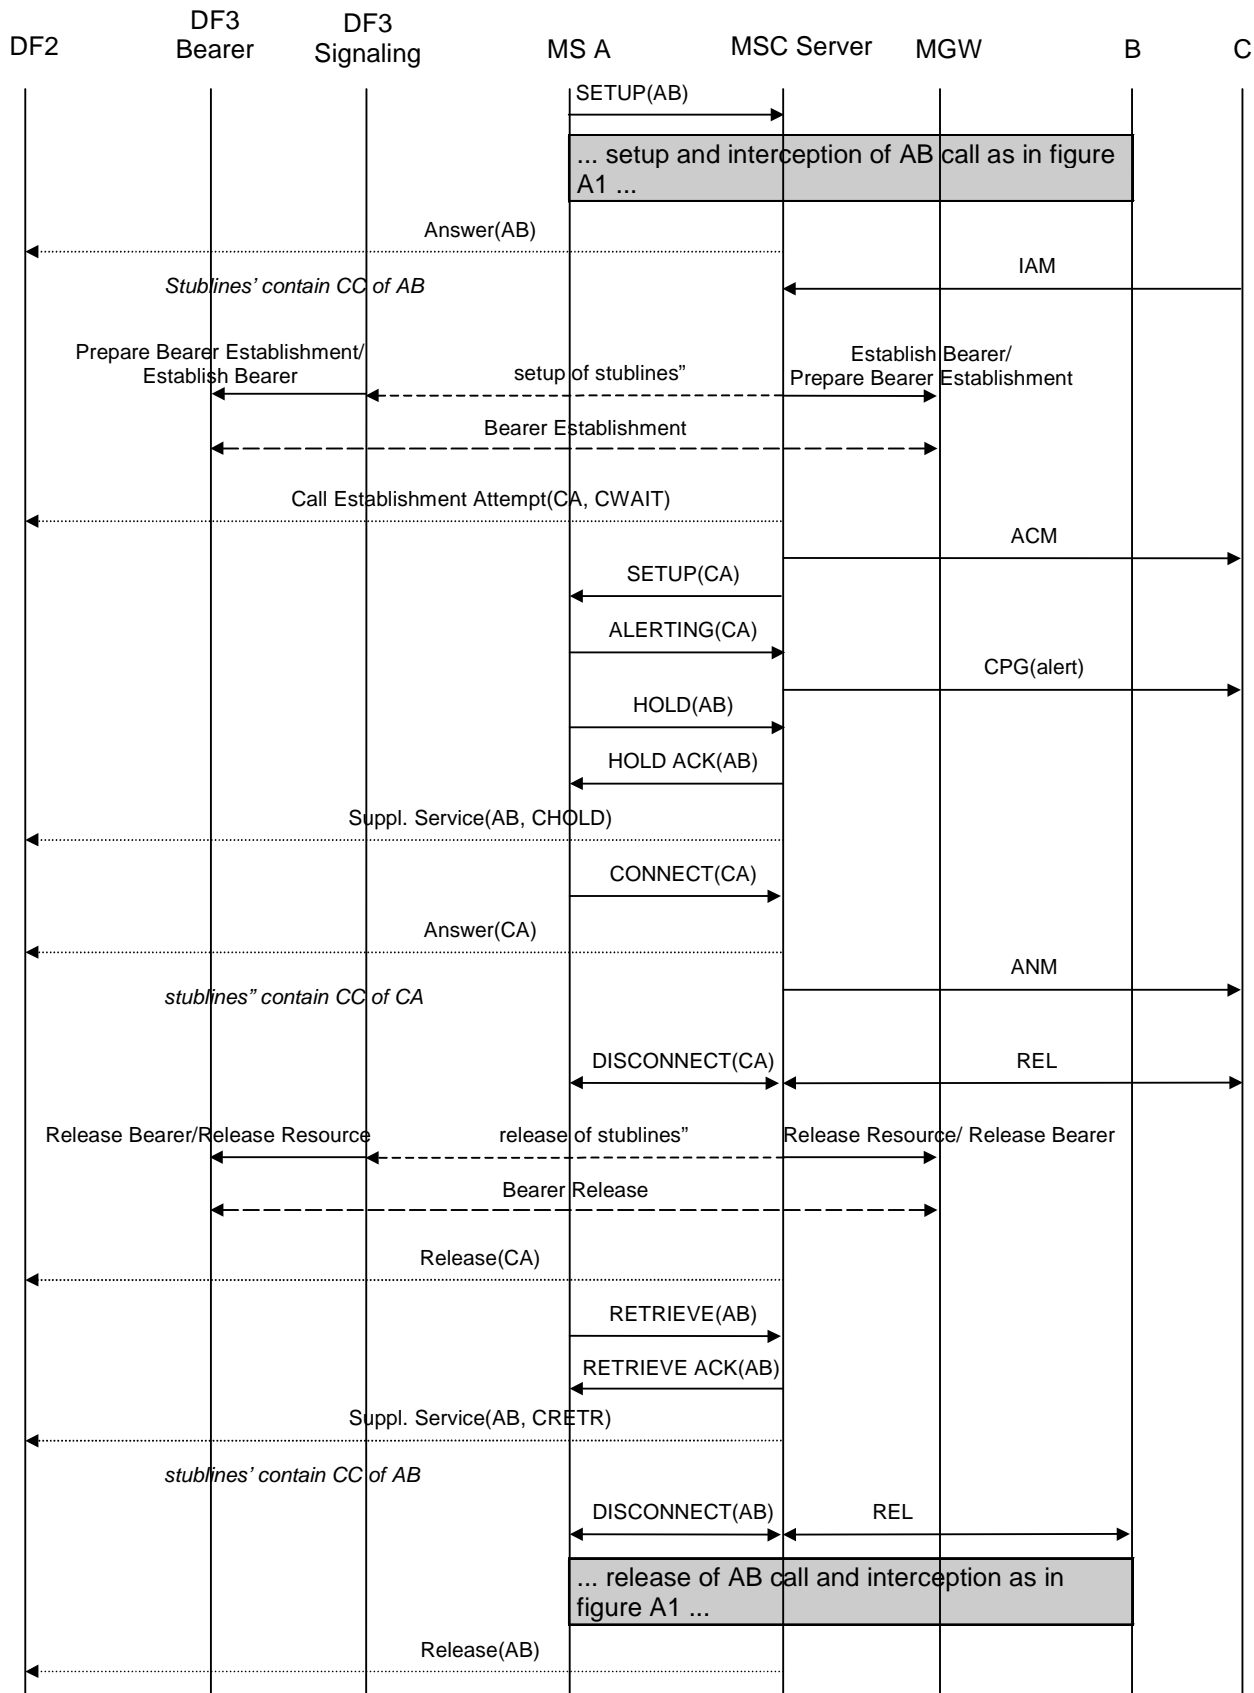 DF2
DF3
Bearer
DF3
Signaling
MS A
MSC Server
MGW
B
C
SETUP(AB)
... setup and interception of AB call as in figure
A1 ...
Answer(AB)
IAM
Stublines’ contain CC of AB
Prepare Bearer Establishment/
Establish Bearer
setup of stublines”
Establish Bearer/
Prepare Bearer Establishment
Bearer Establishment
Call Establishment Attempt(CA, CWAIT)
ACM
SETUP(CA)
ALERTING(CA)
CPG(alert)
HOLD(AB)
HOLD ACK(AB)
Suppl. Service(AB, CHOLD)
CONNECT(CA)
Answer(CA)
ANM
stublines” contain CC of CA
DISCONNECT(CA)
REL
Release Bearer/Release Resource
release of stublines”
Release Resource/ Release Bearer
Bearer Release
Release(CA)
RETRIEVE(AB)
RETRIEVE ACK(AB)
Suppl. Service(AB, CRETR)
stublines’ contain CC of AB
DISCONNECT(AB)
REL
... release of AB call and interception as in
figure A1 ...
Release(AB)